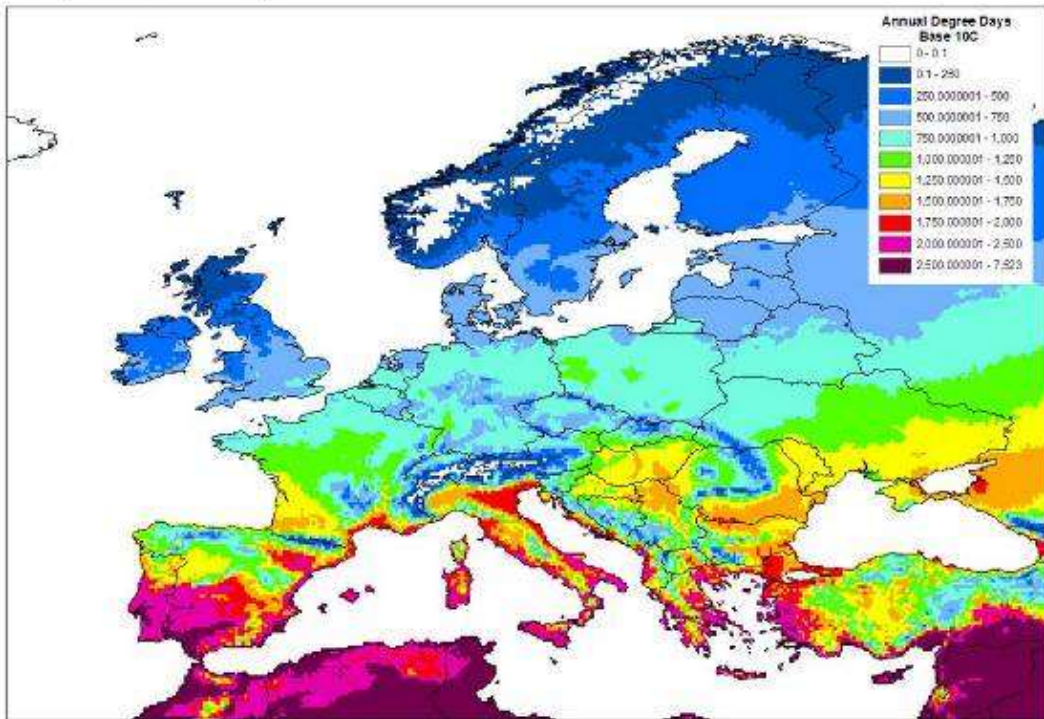 Annual Degree Days
Base 10C
0 - 0.1
0.1 - 250
250.0000001 - 500
500.0000001 - 750
750.0000001 - 1,000
1,000.000001 - 1,250
1,250.000001 - 1,500
1,500.000001 - 1,750
1,750.000001 - 2,000
2,000.000001 - 2,500
2,500.000001 - 7,523